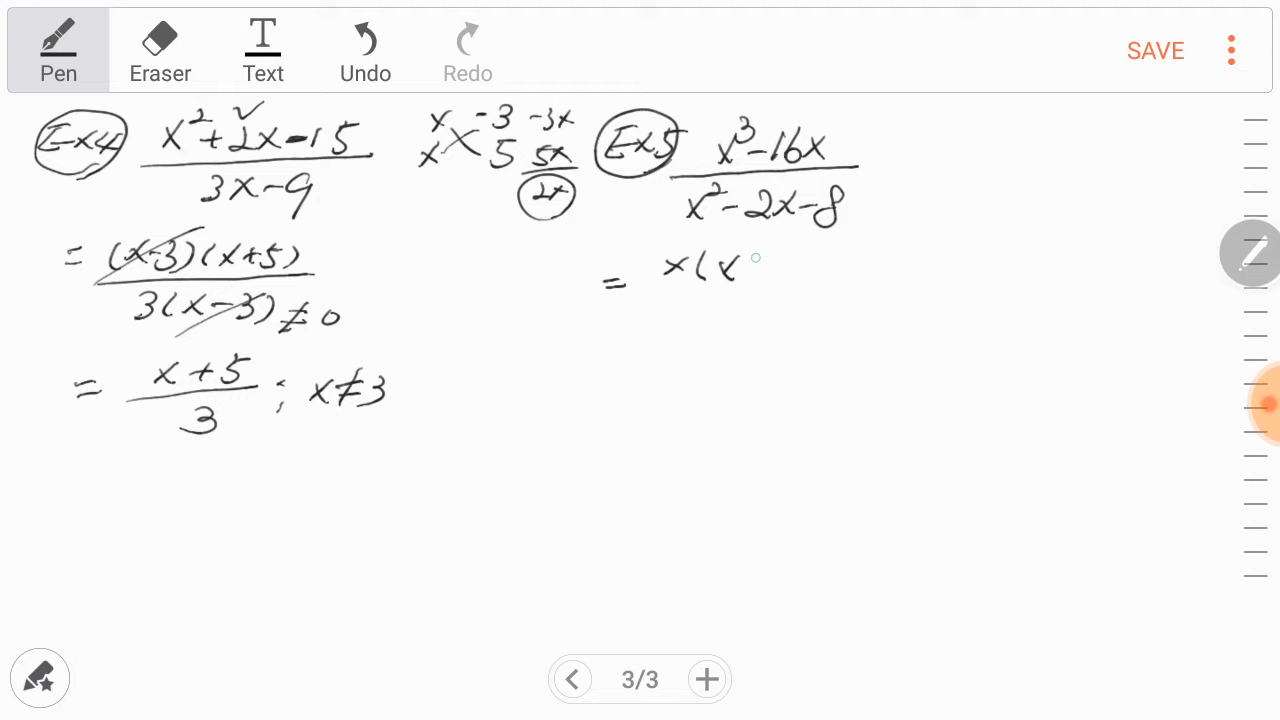 Pen Eraser Text Undo Redo SAVE
Ex4 x²+2x-15 / 3x-9
x -3 -3x
x 5 5x
2x
= (x-3)(x+5) / 3(x-3) ≠ 0
= x+5 / 3 ; x≠3
Ex5 x³-16x / x²-2x-8
= x(x
3/3